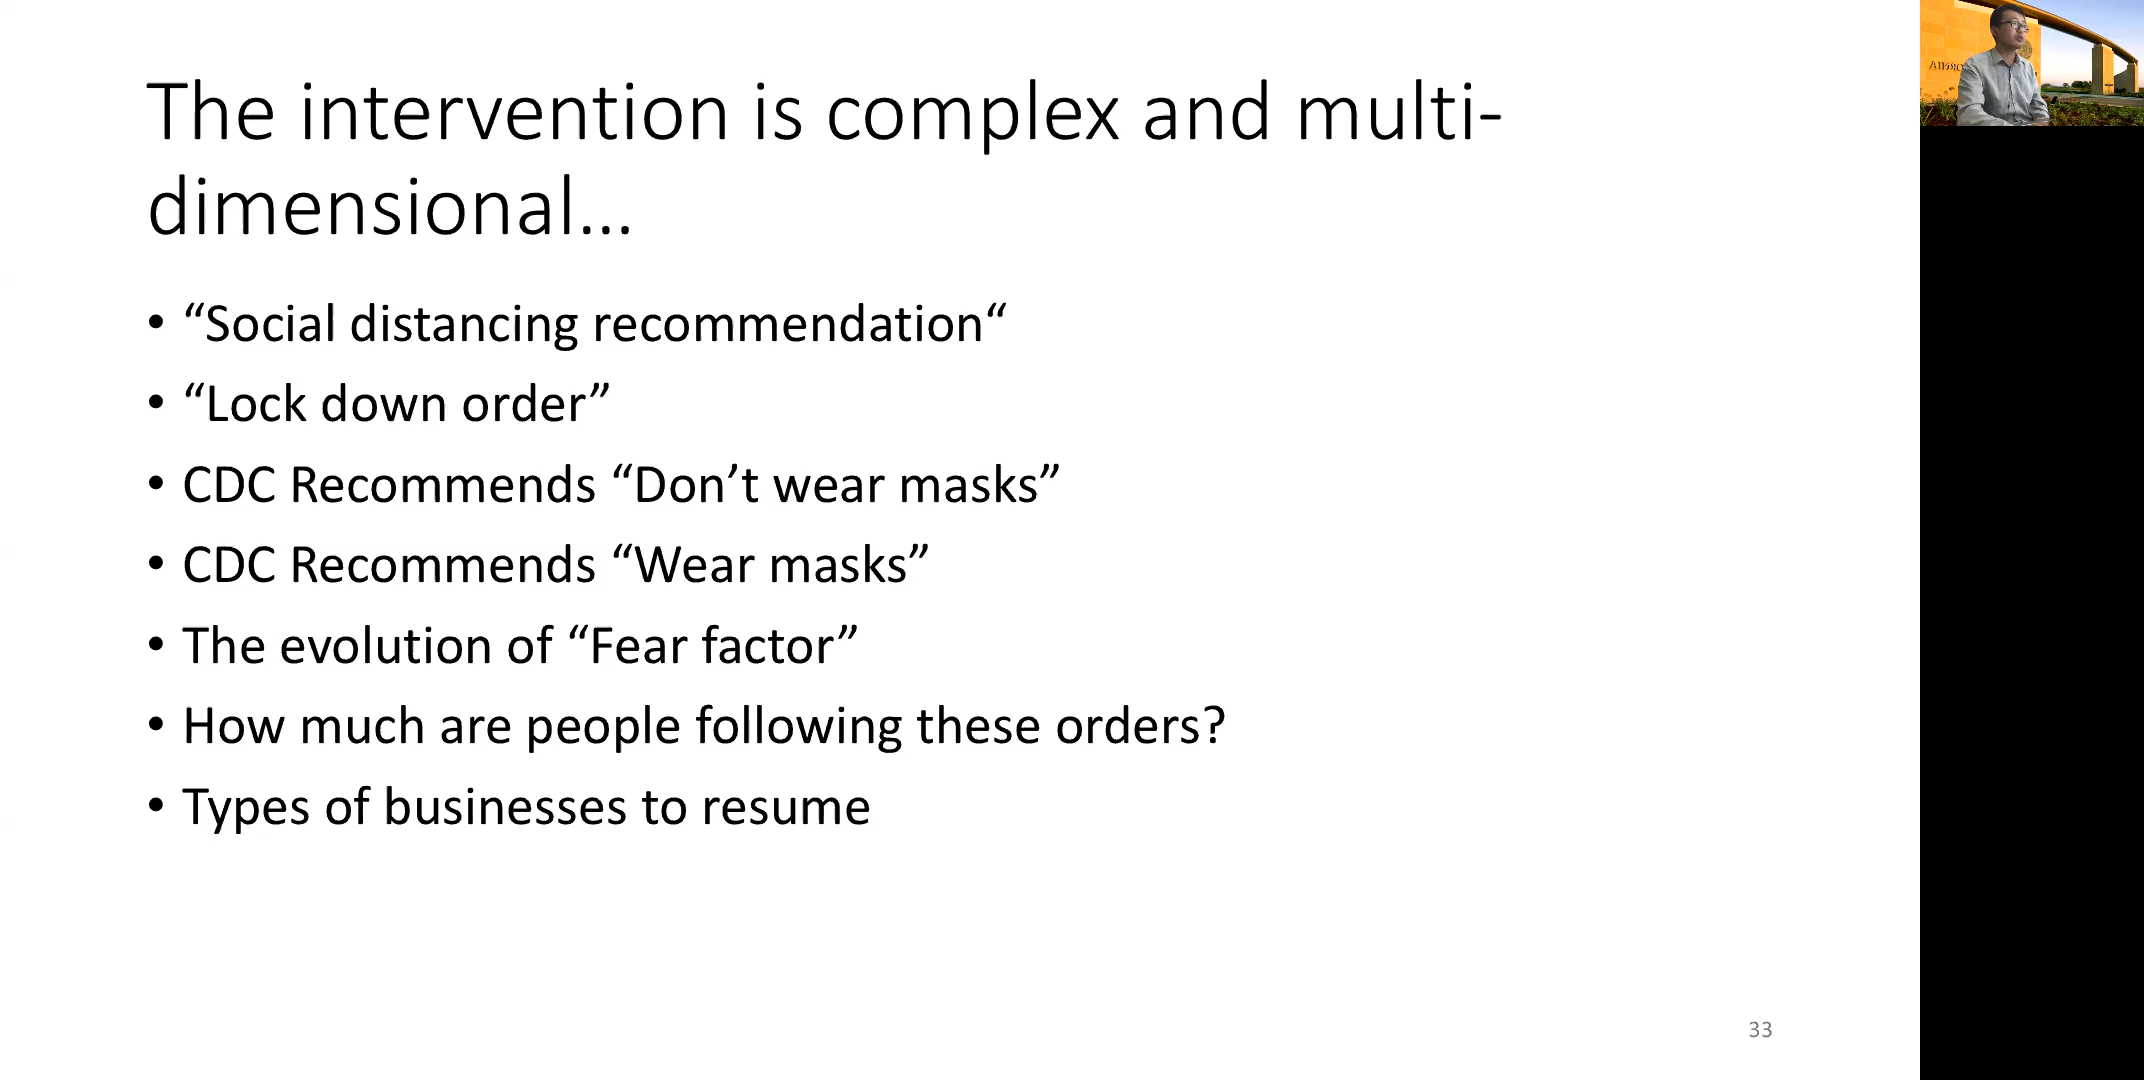 The intervention is complex and multi-
dimensional...
• “Social distancing recommendation“
• “Lock down order”
• CDC Recommends “Don’t wear masks”
• CDC Recommends “Wear masks”
• The evolution of “Fear factor”
• How much are people following these orders?
• Types of businesses to resume
33